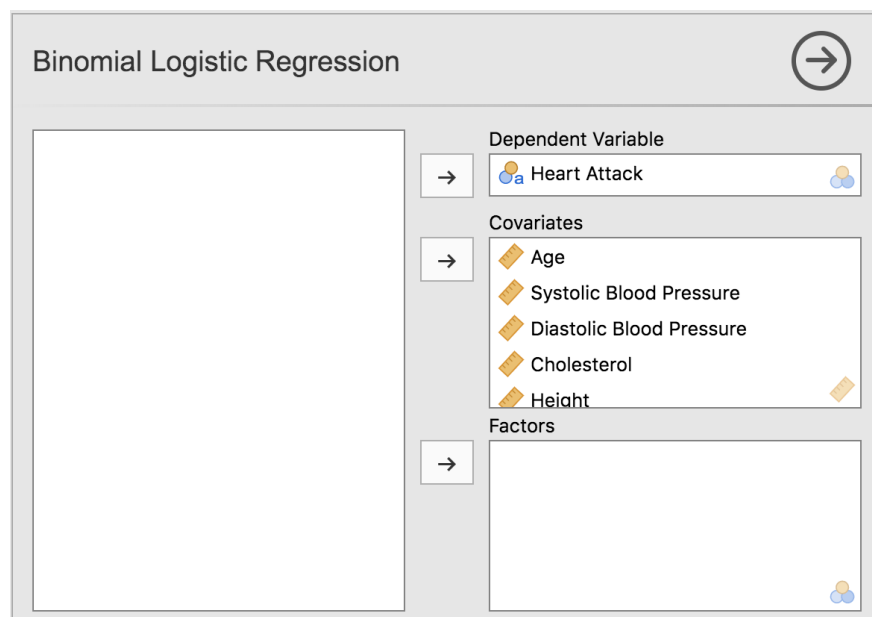 Binomial Logistic Regression
Dependent Variable
a Heart Attack
Covariates
Age
Systolic Blood Pressure
Diastolic Blood Pressure
Cholesterol
Height
Factors